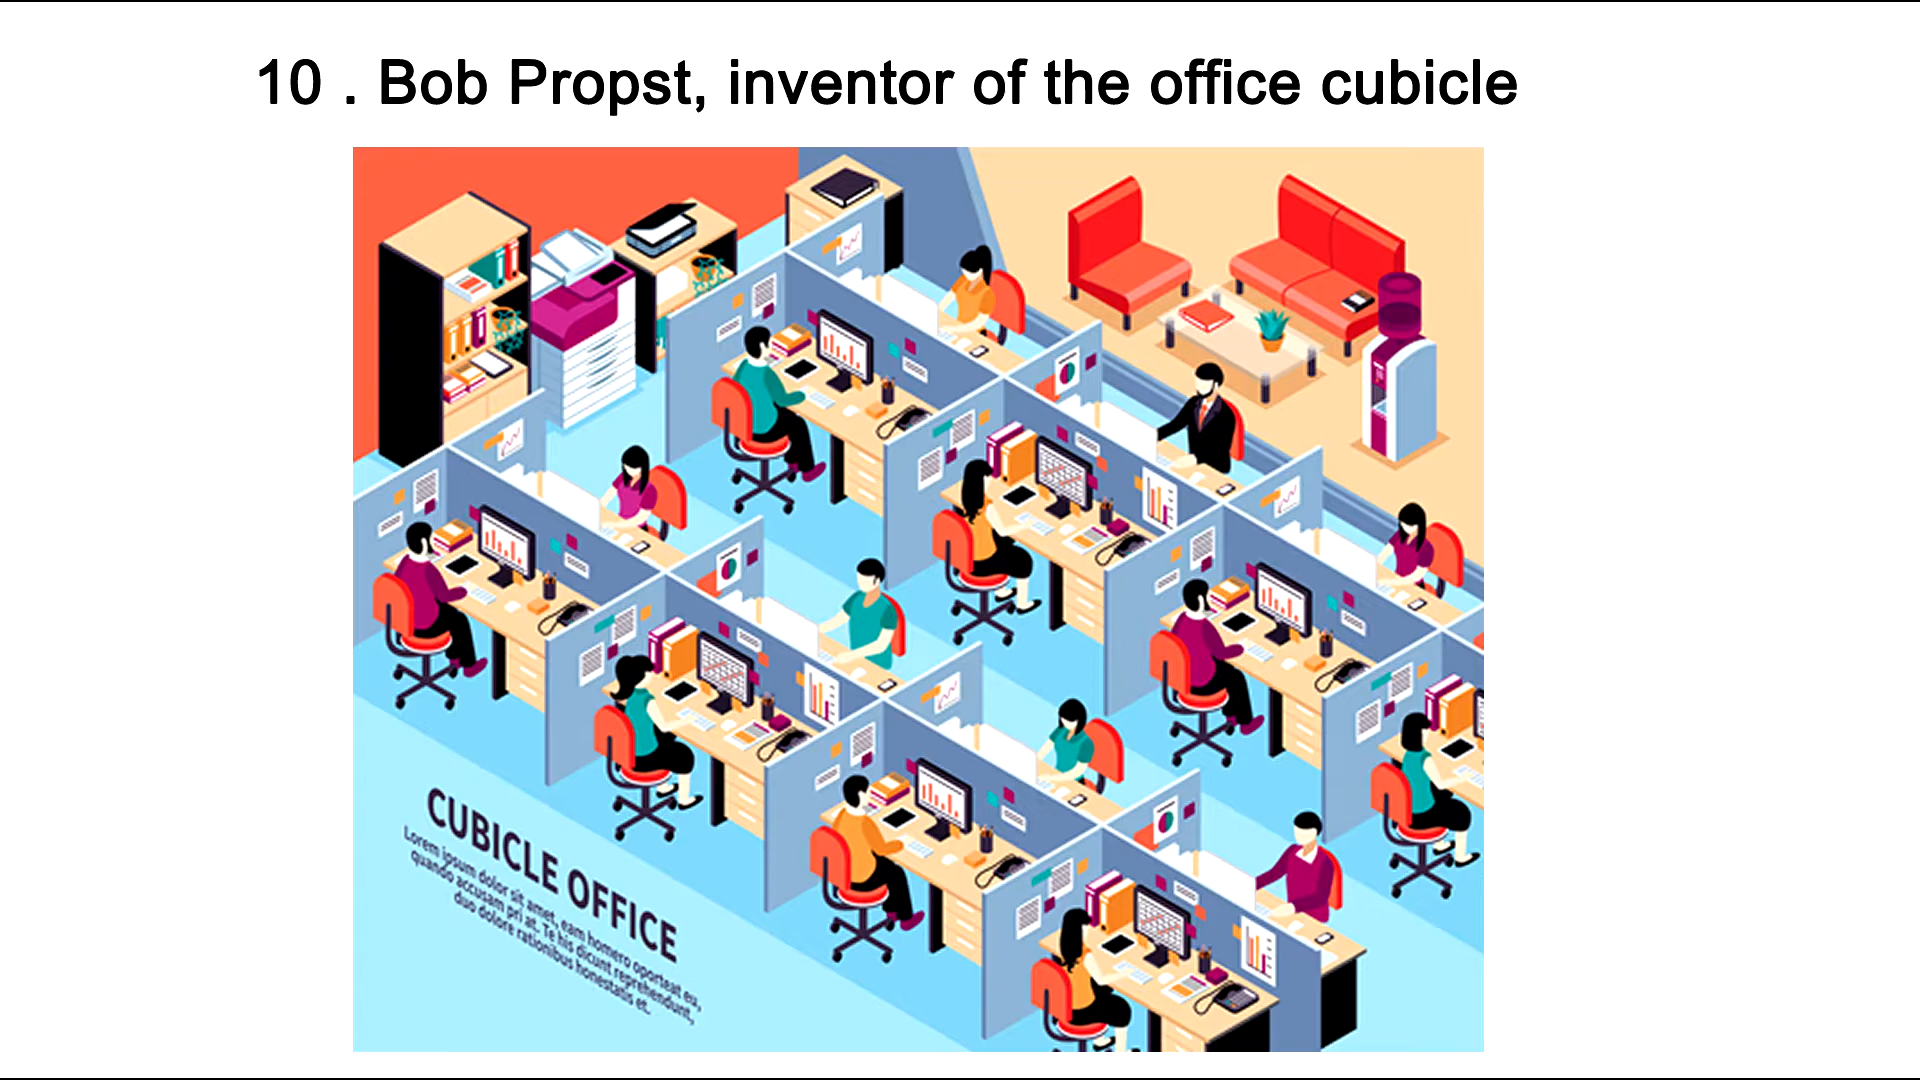 10 . Bob Propst, inventor of the office cubicle
CUBICLE OFFICE
Lorem ipsum dolor sit amet, eam homero oporteat eu,
quando accusam pri at. Te his dicunt reprehendunt,
duo dolore rationibus honestatis et.